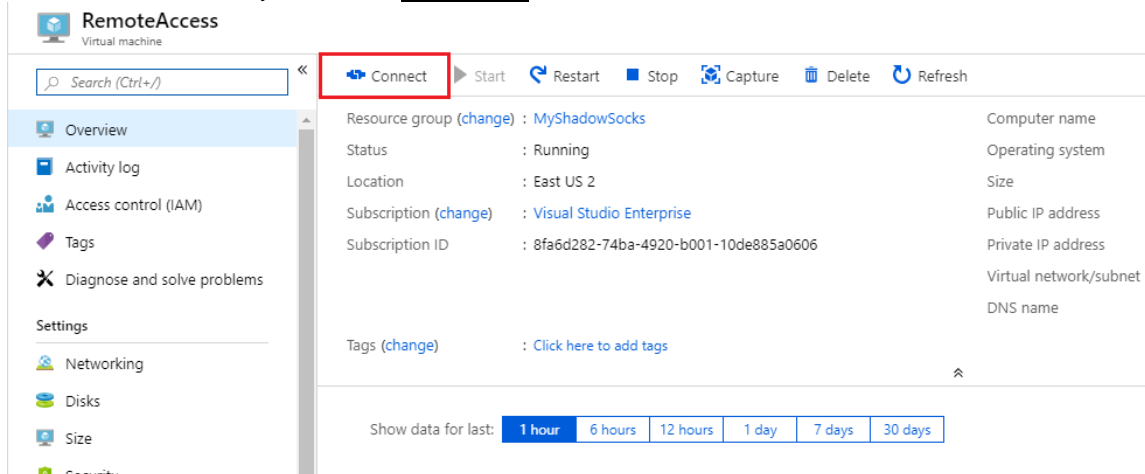 RemoteAccess
Virtual machine
Search (Ctrl+/)
«
Connect Start Restart Stop Capture Delete Refresh
Overview
Activity log
Access control (IAM)
Tags
Diagnose and solve problems
Settings
Networking
Disks
Size
Security
Resource group (change) : MyShadowSocks
Status : Running
Location : East US 2
Subscription (change) : Visual Studio Enterprise
Subscription ID : 8fa6d282-74ba-4920-b001-10de885a0606
Tags (change) : Click here to add tags
Computer name
Operating system
Size
Public IP address
Private IP address
Virtual network/subnet
DNS name
Show data for last: 1 hour 6 hours 12 hours 1 day 7 days 30 days